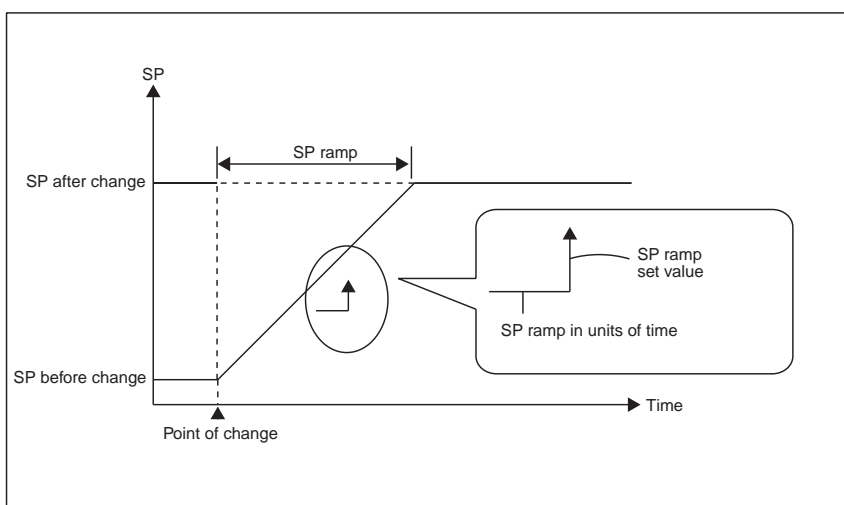 SP
SP ramp
SP after change
SP ramp
set value
SP ramp in units of time
SP before change
Time
Point of change